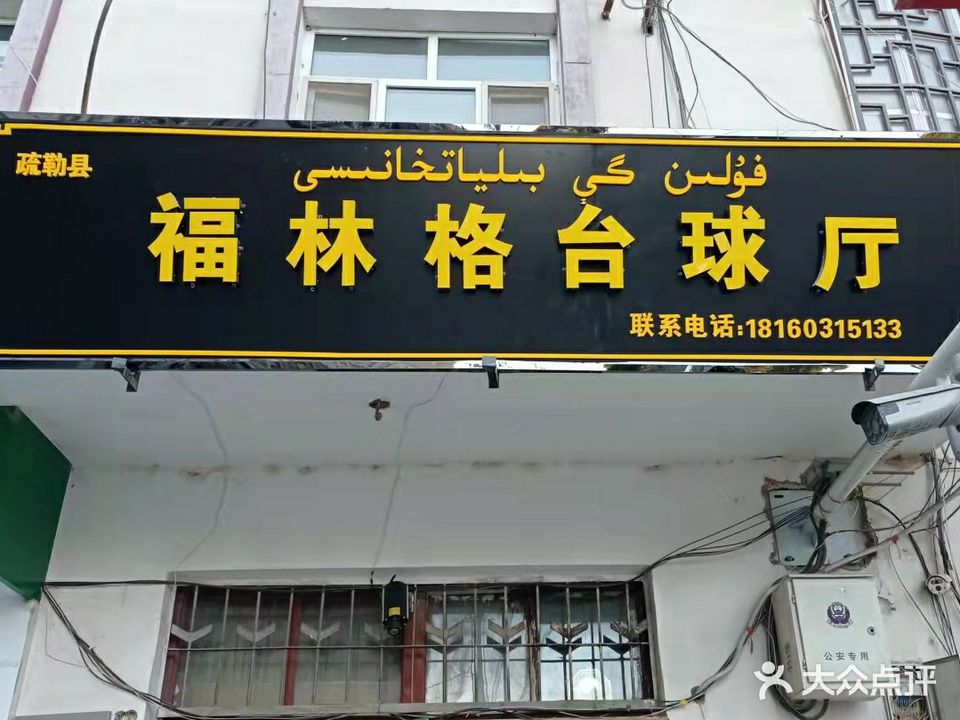 疏勒县
فۇلىن گې بىلياتخانىسى
福林格台球厅
联系电话:18160315133
公安专用
大众点评